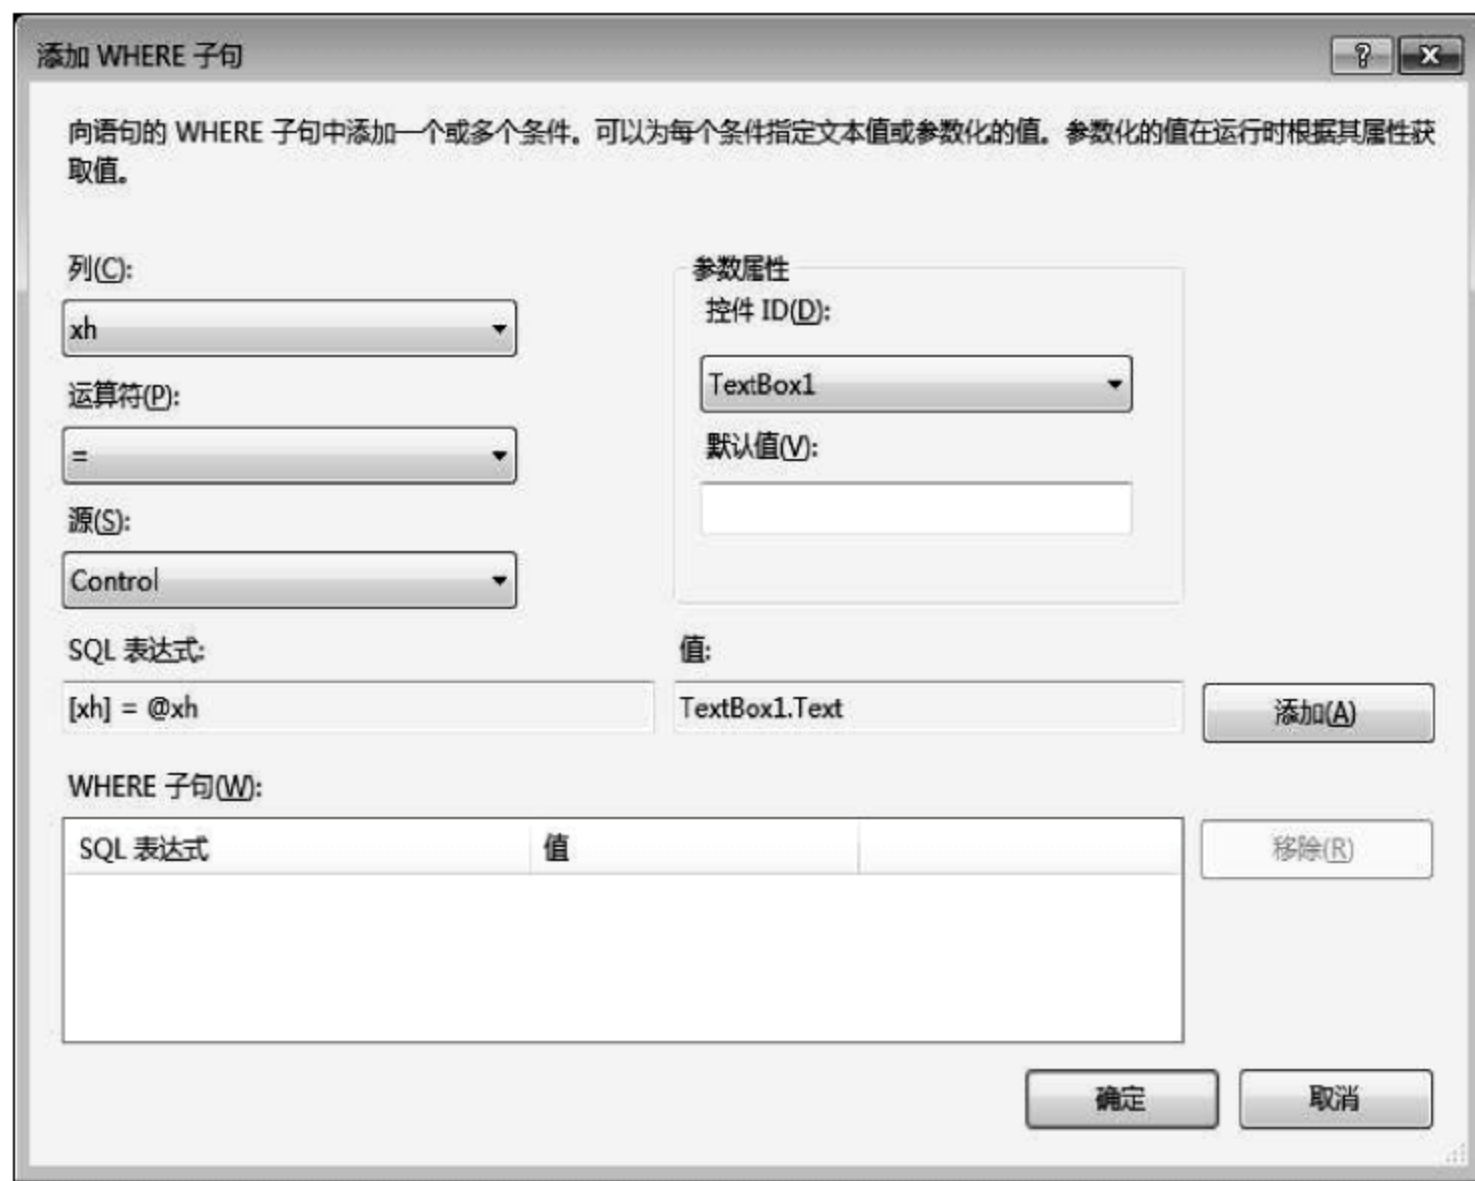 添加 WHERE 子句
向语句的 WHERE 子句中添加一个或多个条件。可以为每个条件指定文本值或参数化的值。参数化的值在运行时根据其属性获
取值。
列(C):
xh
运算符(P):
=
源(S):
Control
参数属性
控件 ID(D):
TextBox1
默认值(V):
SQL 表达式:
值:
[xh] = @xh
TextBox1.Text
添加(A)
WHERE 子句(W):
SQL 表达式
值
移除(R)
确定
取消